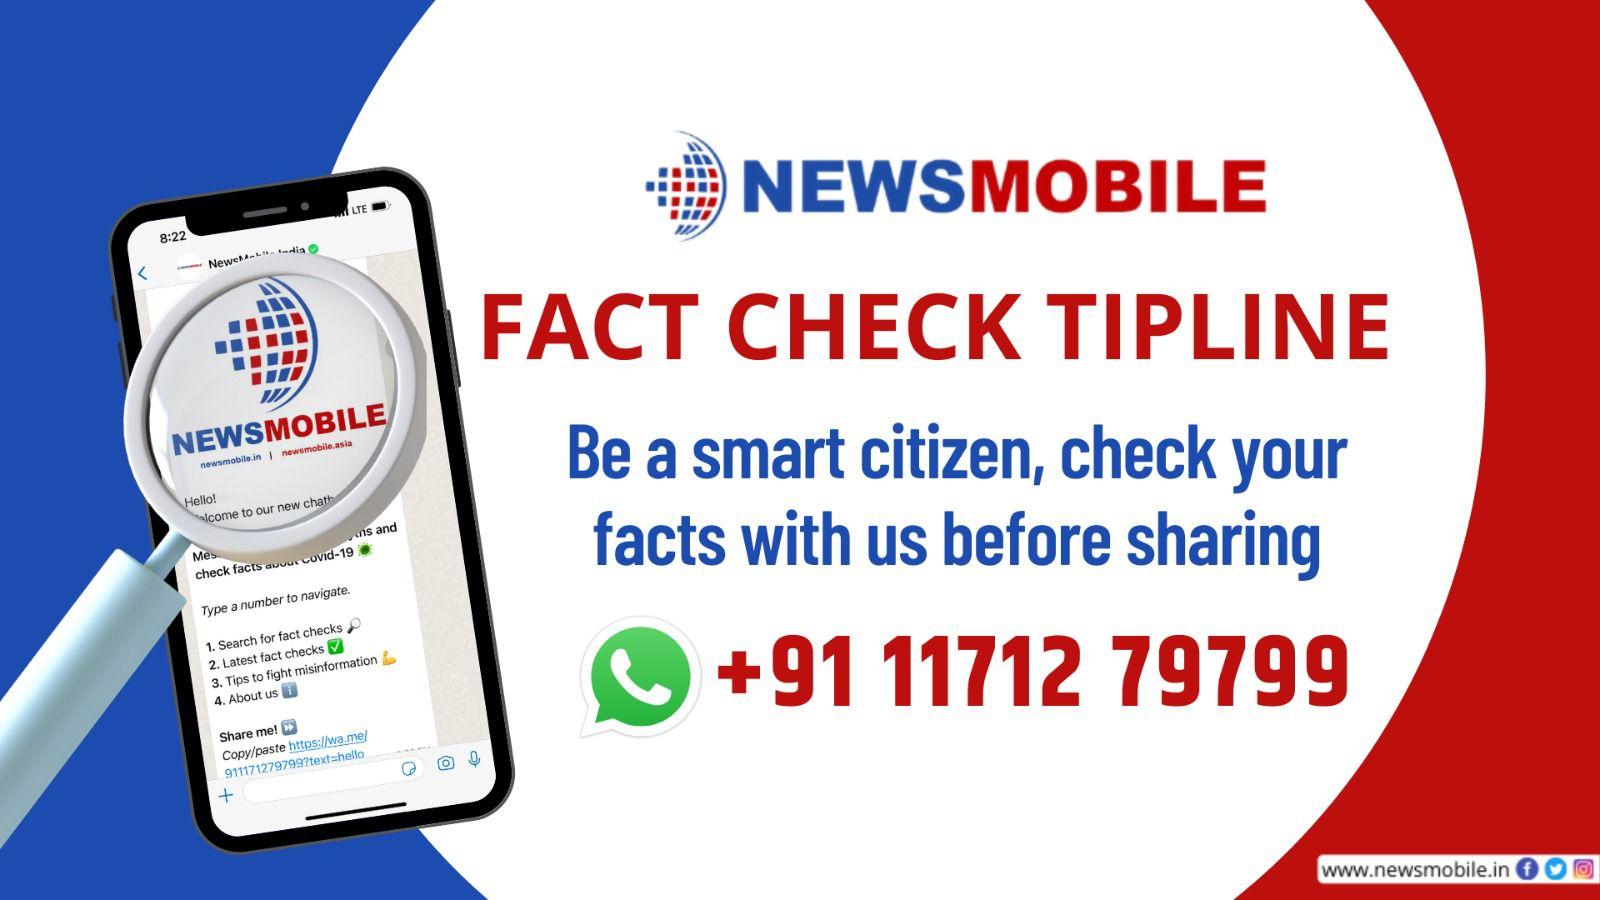 NEWSMOBILE
FACT CHECK TIPLINE
Be a smart citizen, check your
facts with us before sharing
+91 11712 79799
8:22
LTE
NewsMobile India
NEWSMOBILE
newsmobile.in | newsmobile.asia
Hello!
to our new
and
check facts about Covid-19
Type a number to navigate.
1. Search for fact checks 🔎
2. Latest fact checks ✅
3. Tips to fight misinformation 💪
4. About us ℹ️
Share me! ⏩
Copy/paste https://wa.me/
911171279799?text=hello
www.newsmobile.in